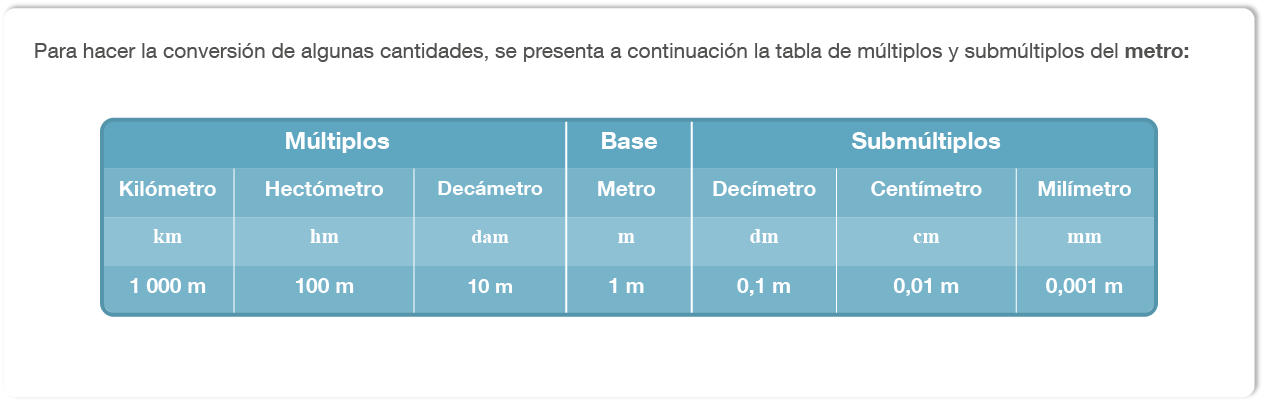 Para hacer la conversión de algunas cantidades, se presenta a continuación la tabla de múltiplos y submúltiplos del metro:
Múltiplos Base Submúltiplos
Kilómetro Hectómetro Decámetro Metro Decímetro Centímetro Milímetro
km hm dam m dm cm mm
1 000 m 100 m 10 m 1 m 0,1 m 0,01 m 0,001 m